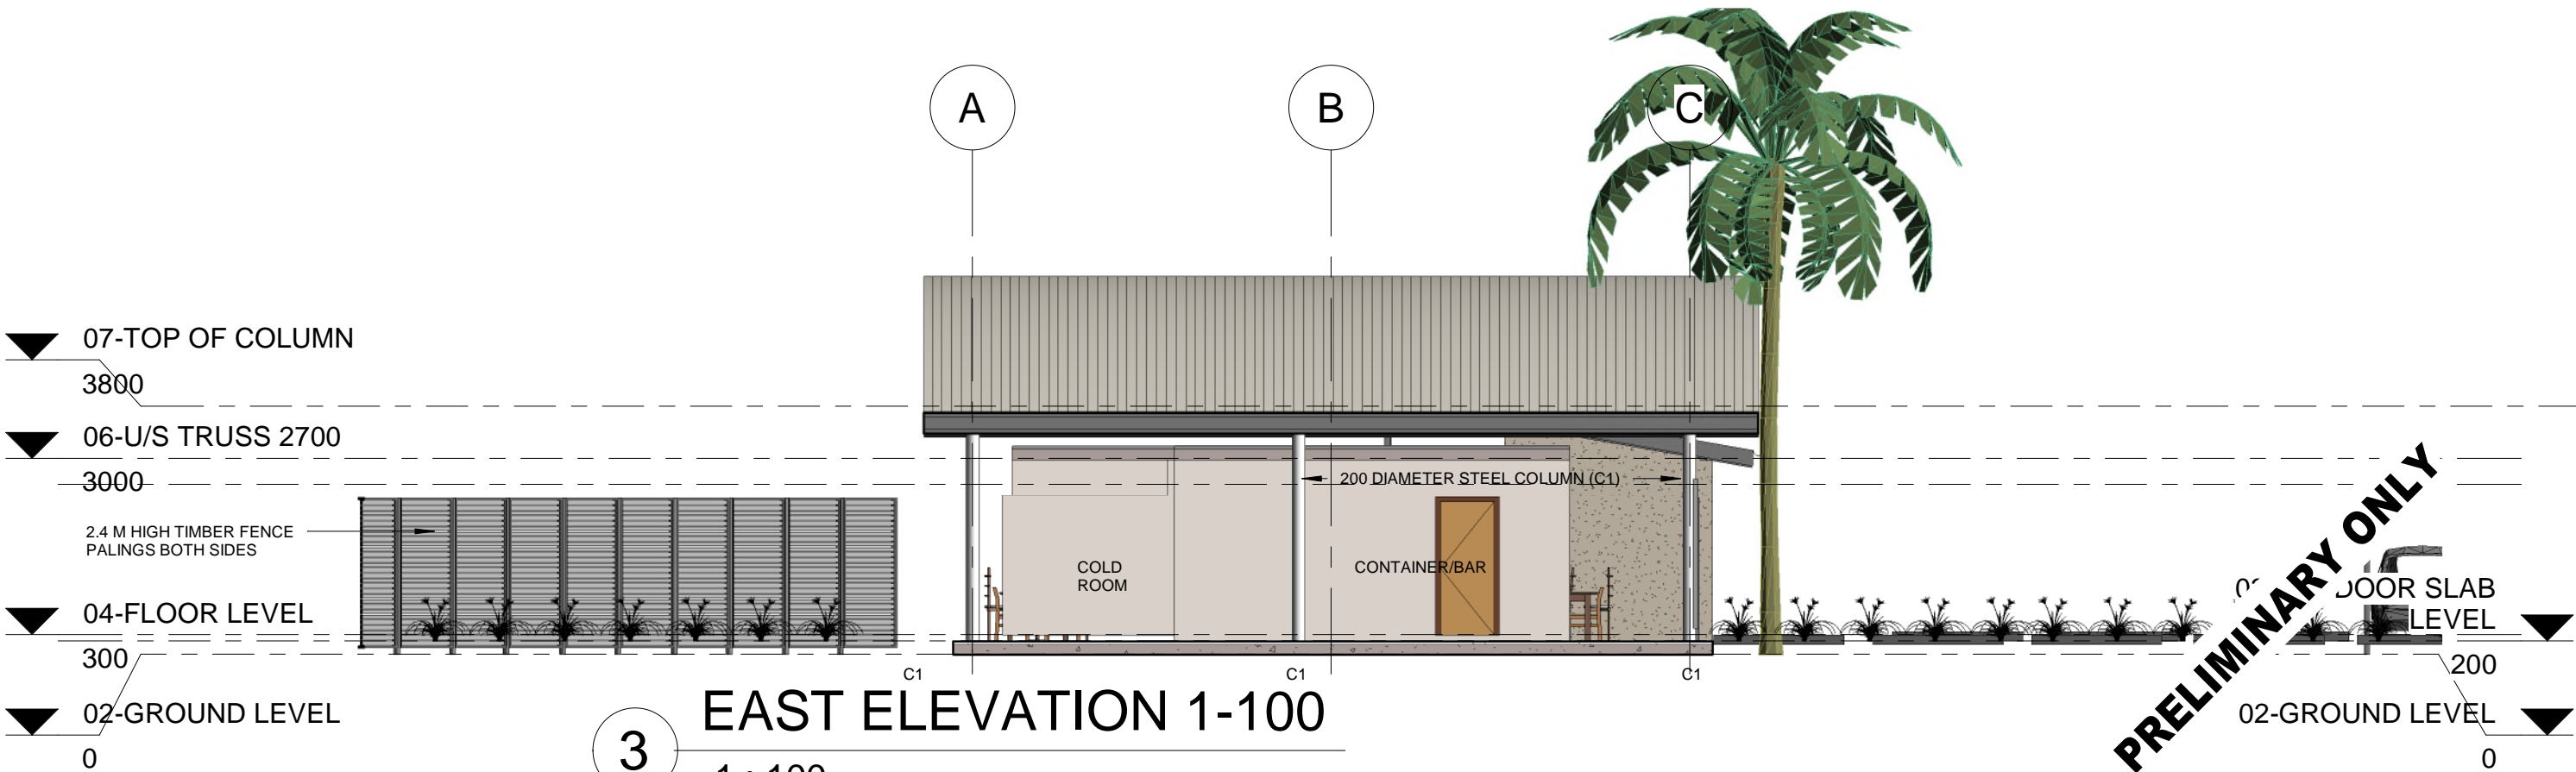 A
B
C
07-TOP OF COLUMN
3800
06-U/S TRUSS 2700
3000
200 DIAMETER STEEL COLUMN (C1)
2.4 M HIGH TIMBER FENCE
PALINGS BOTH SIDES
COLD
ROOM
CONTAINER/BAR
04-FLOOR LEVEL
300
DOOR SLAB
LEVEL
200
C1
C1
C1
02-GROUND LEVEL
0
02-GROUND LEVEL
0
3
EAST ELEVATION 1-100
1 : 100
PRELIMINARY ONLY